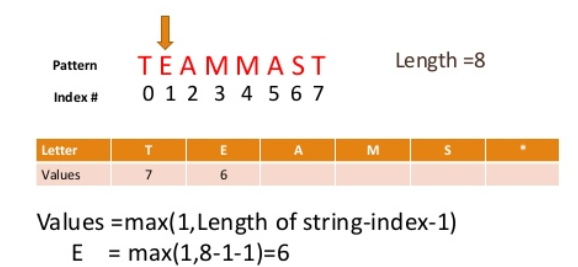 Pattern TEAMMAST Length =8
Index # 0 1 2 3 4 5 6 7
Letter T E A M S *
Values 7 6
Values =max(1,Length of string-index-1)
E = max(1,8-1-1)=6